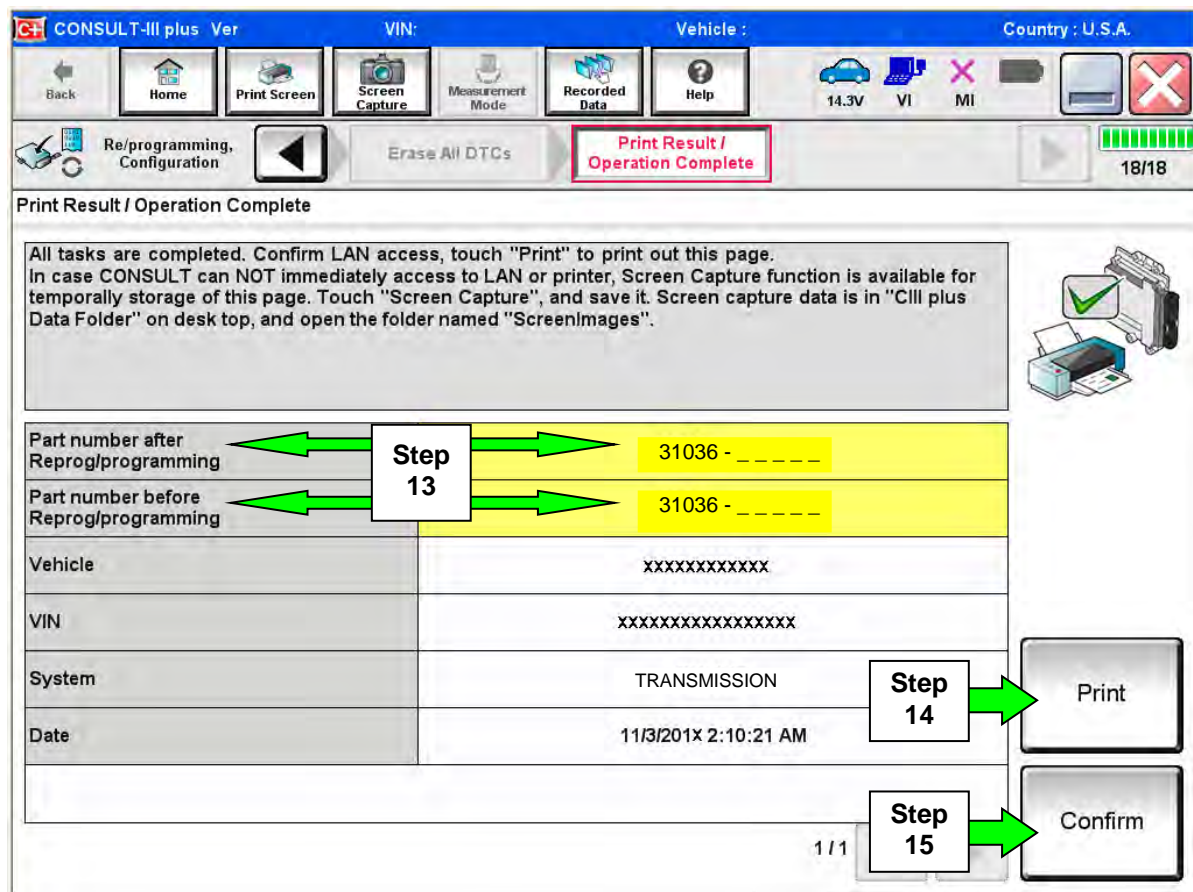 C+ CONSULT-III plus Ver VIN: Vehicle : Country : U.S.A.
Back
Home
Print Screen
Screen
Capture
Measurement
Mode
Recorded
Data
Help
14.3V VI MI
Re/programming,
Configuration
Erase All DTCs
Print Result /
Operation Complete
18/18
Print Result / Operation Complete
All tasks are completed. Confirm LAN access, touch "Print" to print out this page.
In case CONSULT can NOT immediately access to LAN or printer, Screen Capture function is available for
temporally storage of this page. Touch "Screen Capture", and save it. Screen capture data is in "CIII plus
Data Folder" on desk top, and open the folder named "ScreenImages".
Part number after
Reprog/programming
31036 - _ _ _ _ _
Step
13
Part number before
Reprog/programming
31036 - _ _ _ _ _
Vehicle
xxxxxxxxxxxx
VIN
xxxxxxxxxxxxxxxxx
System
TRANSMISSION
Step
14
Print
Date
11/3/201X 2:10:21 AM
Step
15
Confirm
1 / 1